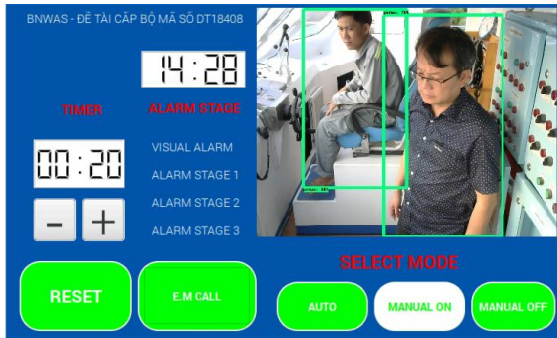 BNWAS - ĐỀ TÀI CẤP BỘ MÃ SỐ DT18408
14:28
TIMER
ALARM STAGE
00:20
VISUAL ALARM
ALARM STAGE 1
ALARM STAGE 2
ALARM STAGE 3
-
+
SELECT MODE
RESET
E.M CALL
AUTO
MANUAL ON
MANUAL OFF